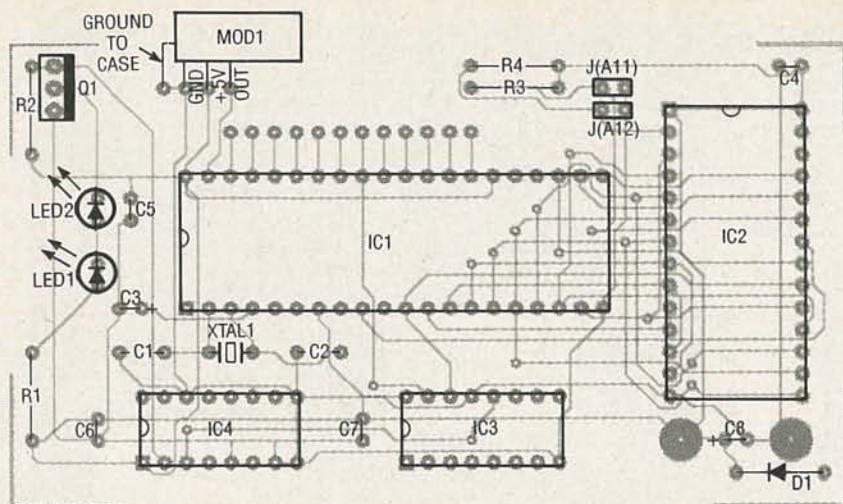 GROUND
TO
CASE
MOD1
GND
+5V
OUT
R2
Q1
R4
R3
J(A11)
J(A12)
C4
LED2
C5
IC1
IC2
LED1
C3
+
XTAL1
C1
C2
R1
C6
IC4
C7
IC3
+
C8
D1